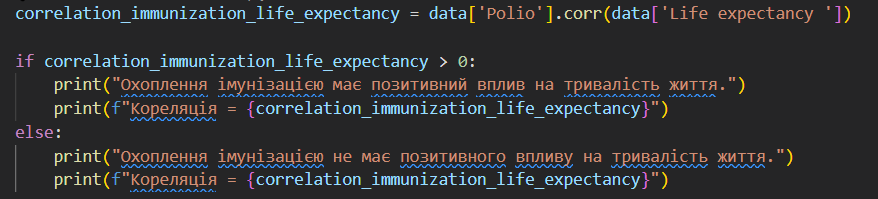 correlation_immunization_life_expectancy = data['Polio'].corr(data['Life expectancy '])
if correlation_immunization_life_expectancy > 0:
    print("Охоплення імунізацією має позитивний вплив на тривалість життя.")
    print(f"Кореляція = {correlation_immunization_life_expectancy}")
else:
    print("Охоплення імунізацією не має позитивного впливу на тривалість життя.")
    print(f"Кореляція = {correlation_immunization_life_expectancy}")